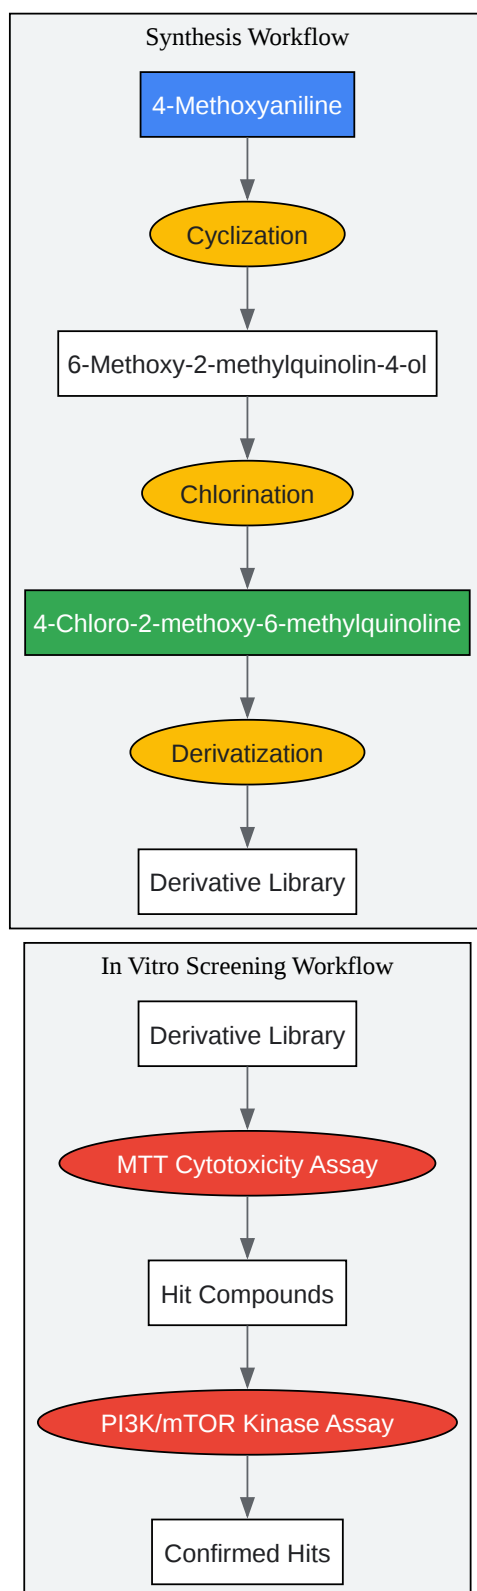 Synthesis Workflow
4-Methoxyaniline
Cyclization
6-Methoxy-2-methylquinolin-4-ol
Chlorination
4-Chloro-2-methoxy-6-methylquinoline
Derivatization
Derivative Library
In Vitro Screening Workflow
Derivative Library
MTT Cytotoxicity Assay
Hit Compounds
PI3K/mTOR Kinase Assay
Confirmed Hits